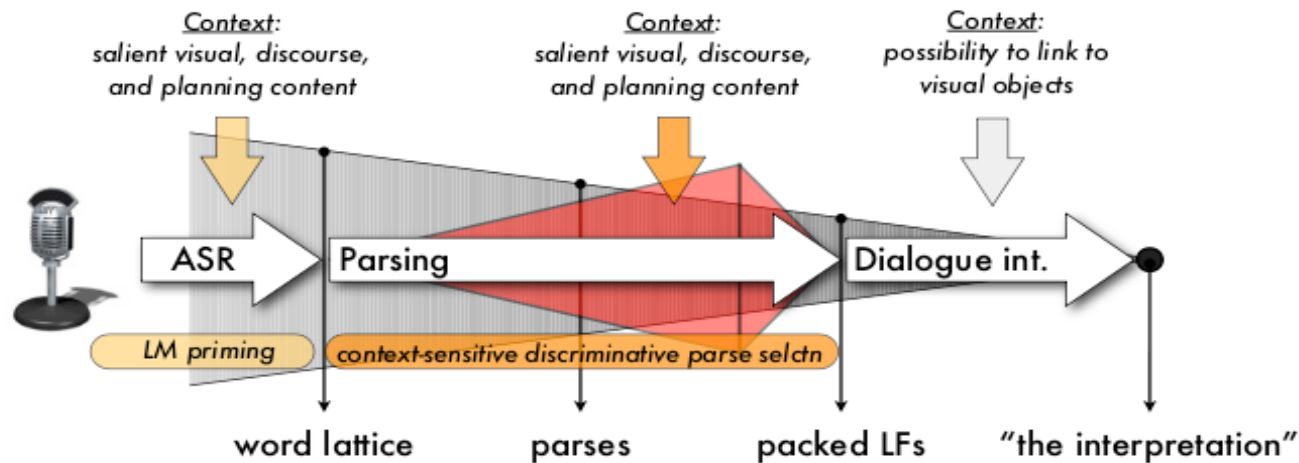 Context:
salient visual, discourse,
and planning content
Context:
salient visual, discourse,
and planning content
Context:
possibility to link to
visual objects
ASR
Parsing
Dialogue int.
LM priming
context-sensitive discriminative parse selctn
word lattice
parses
packed LFs
"the interpretation"